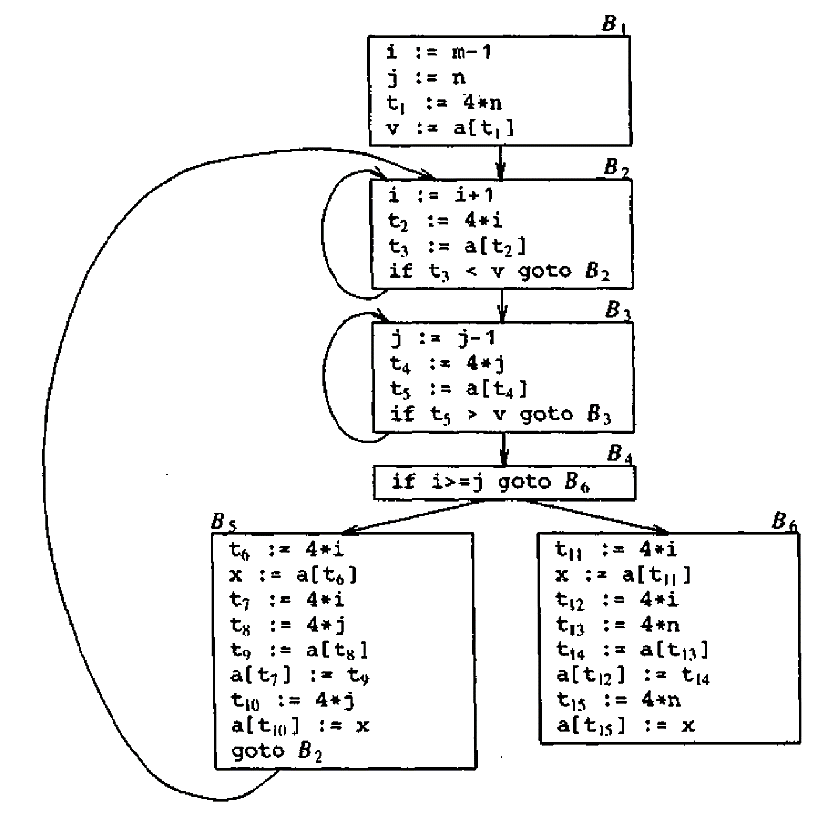 B₁
i := m-1
j := n
t₁ := 4*n
v := a[t₁]
B₂
i := i+1
t₂ := 4*i
t₃ := a[t₂]
if t₃ < v goto B₂
B₃
j := j-1
t₄ := 4*j
t₅ := a[t₄]
if t₅ > v goto B₃
B₄
if i>=j goto B₆
B₅
t₆ := 4*i
x := a[t₆]
t₇ := 4*i
t₈ := 4*j
t₉ := a[t₈]
a[t₇] := t₉
t₁₀ := 4*j
a[t₁₀] := x
goto B₂
B₆
t₁₁ := 4*i
x := a[t₁₁]
t₁₂ := 4*i
t₁₃ := 4*n
t₁₄ := a[t₁₃]
a[t₁₂] := t₁₄
t₁₅ := 4*n
a[t₁₅] := x